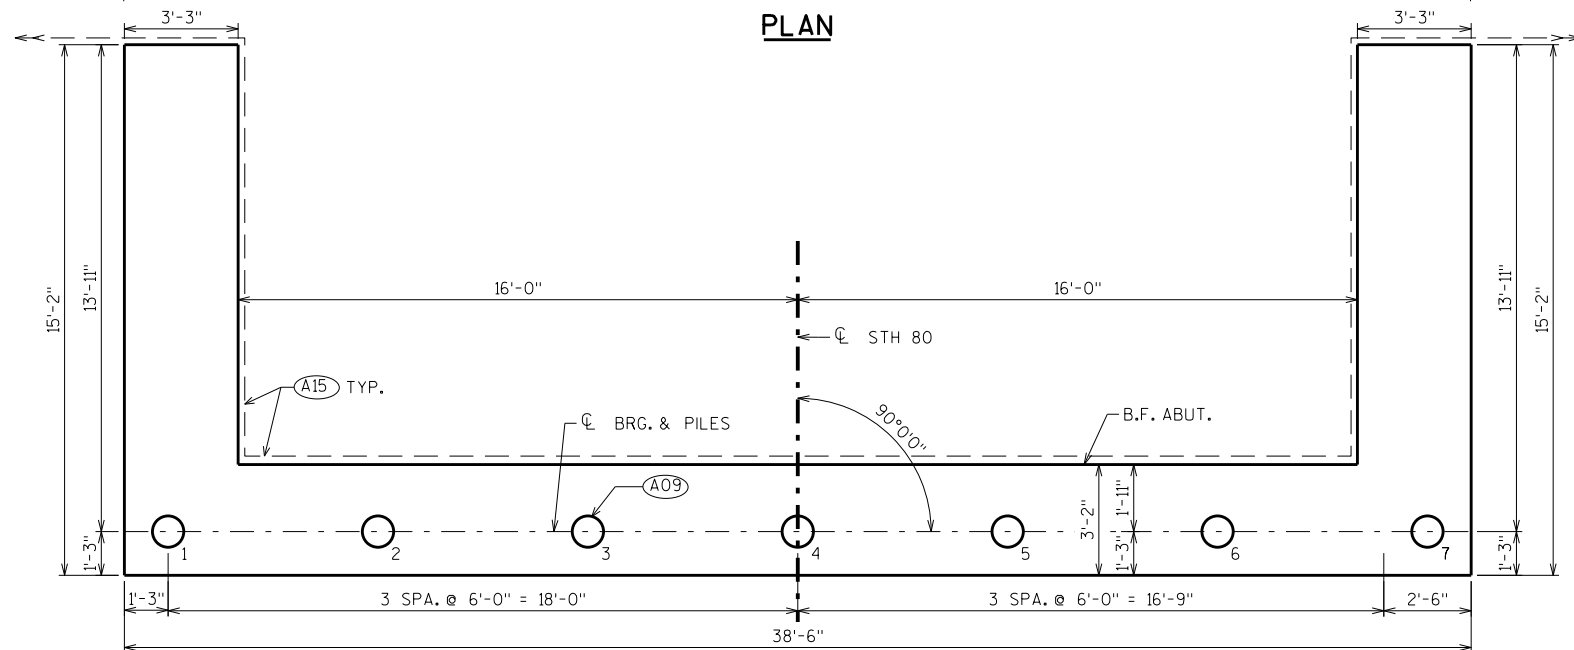 3'-3"
PLAN
3'-3"
15'-2"
13'-11"
16'-0"
16'-0"
13'-11"
15'-2"
℄ STH 80
A15 TYP.
℄ BRG. & PILES
90°0'0"
B.F. ABUT.
A09
3'-2"
1'-11"
1'-3"
1 2 3 4 5 6 7
1'-3"
1'-3"
1'-3"
3 SPA. @ 6'-0" = 18'-0"
3 SPA. @ 6'-0" = 16'-9"
2'-6"
38'-6"